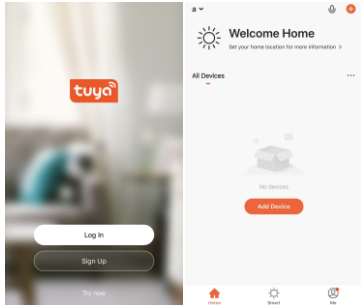 tuya
Log In
Sign Up
Try now
a
Welcome Home
Set your home location for more information >
All Devices
No devices
Add Device
Home
Smart
Me